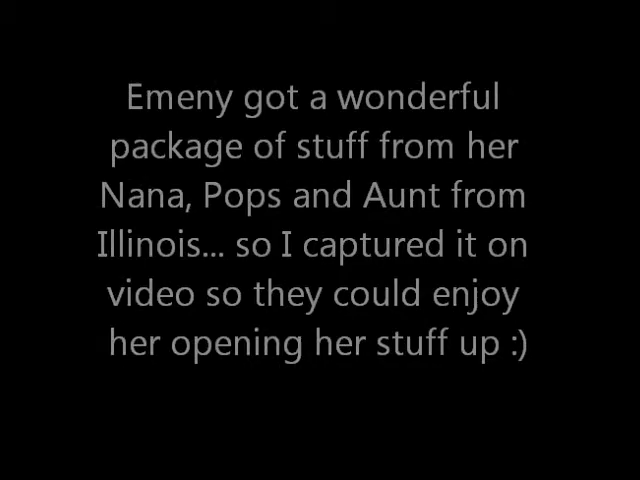 Emeny got a wonderful
package of stuff from her
Nana, Pops and Aunt from
Illinois... so I captured it on
video so they could enjoy
her opening her stuff up :)